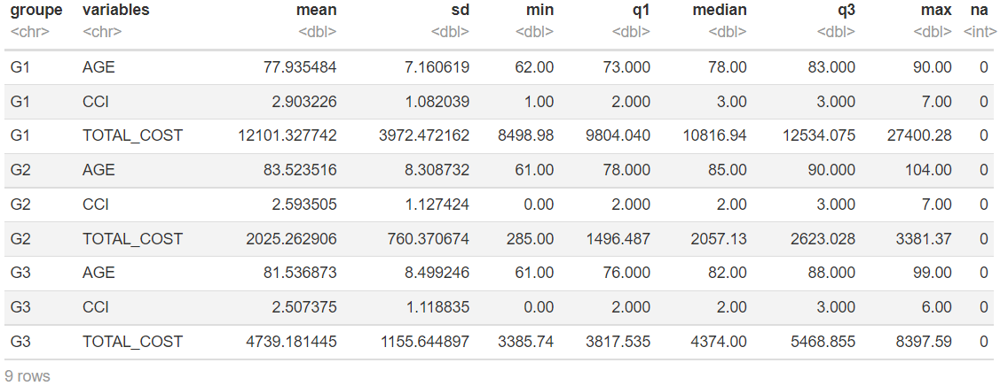 groupe variables mean sd min q1 median q3 max na
<chr> <chr> <dbl> <dbl> <dbl> <dbl> <dbl> <dbl> <dbl> <int>
G1 AGE 77.935484 7.160619 62.00 73.000 78.00 83.000 90.00 0
G1 CCI 2.903226 1.082039 1.00 2.000 3.00 3.000 7.00 0
G1 TOTAL_COST 12101.327742 3972.472162 8498.98 9804.040 10816.94 12534.075 27400.28 0
G2 AGE 83.523516 8.308732 61.00 78.000 85.00 90.000 104.00 0
G2 CCI 2.593505 1.127424 0.00 2.000 2.00 3.000 7.00 0
G2 TOTAL_COST 2025.262906 760.370674 285.00 1496.487 2057.13 2623.028 3381.37 0
G3 AGE 81.536873 8.499246 61.00 76.000 82.00 88.000 99.00 0
G3 CCI 2.507375 1.118835 0.00 2.000 2.00 3.000 6.00 0
G3 TOTAL_COST 4739.181445 1155.644897 3385.74 3817.535 4374.00 5468.855 8397.59 0
9 rows